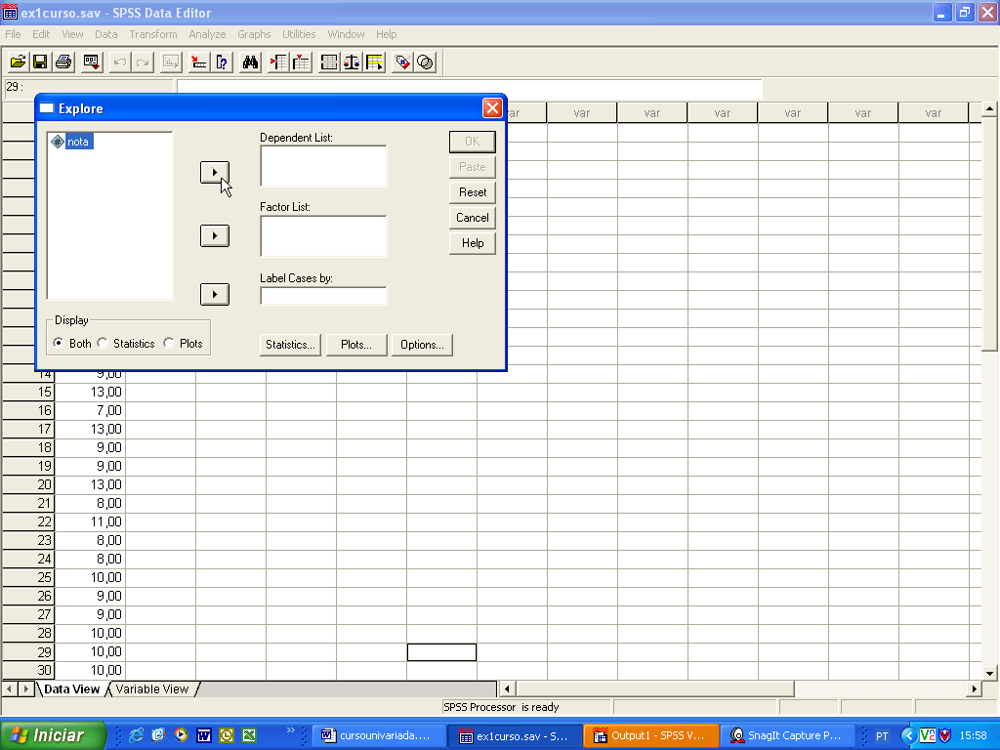 ex1curso.sav - SPSS Data Editor
File Edit View Data Transform Analyze Graphs Utilities Window Help
29 :
Explore
nota
Dependent List:
Factor List:
Label Cases by:
OK
Paste
Reset
Cancel
Help
Display
Both Statistics Plots
Statistics... Plots... Options...
var var var var var var var
14 9,00
15 13,00
16 7,00
17 13,00
18 9,00
19 9,00
20 13,00
21 8,00
22 11,00
23 8,00
24 8,00
25 10,00
26 9,00
27 9,00
28 10,00
29 10,00
30 10,00
Data View Variable View
SPSS Processor is ready
Iniciar
cursounivariada....
ex1curso.sav - S...
Output1 - SPSS V...
SnagIt Capture P...
PT
15:58